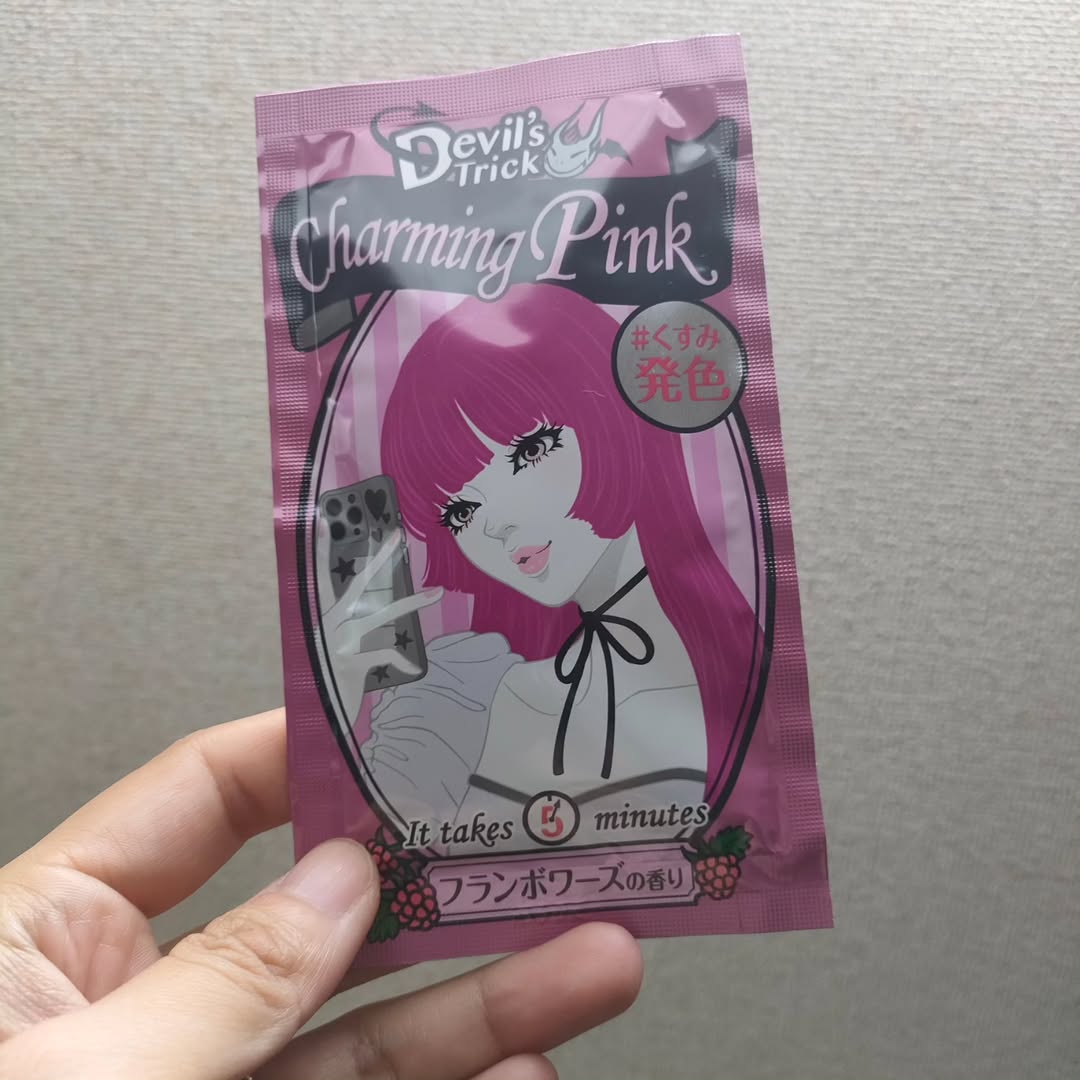 Devil's
Trick
Charming Pink
#くすみ
発色
It takes 5 minutes
フランボワーズの香り